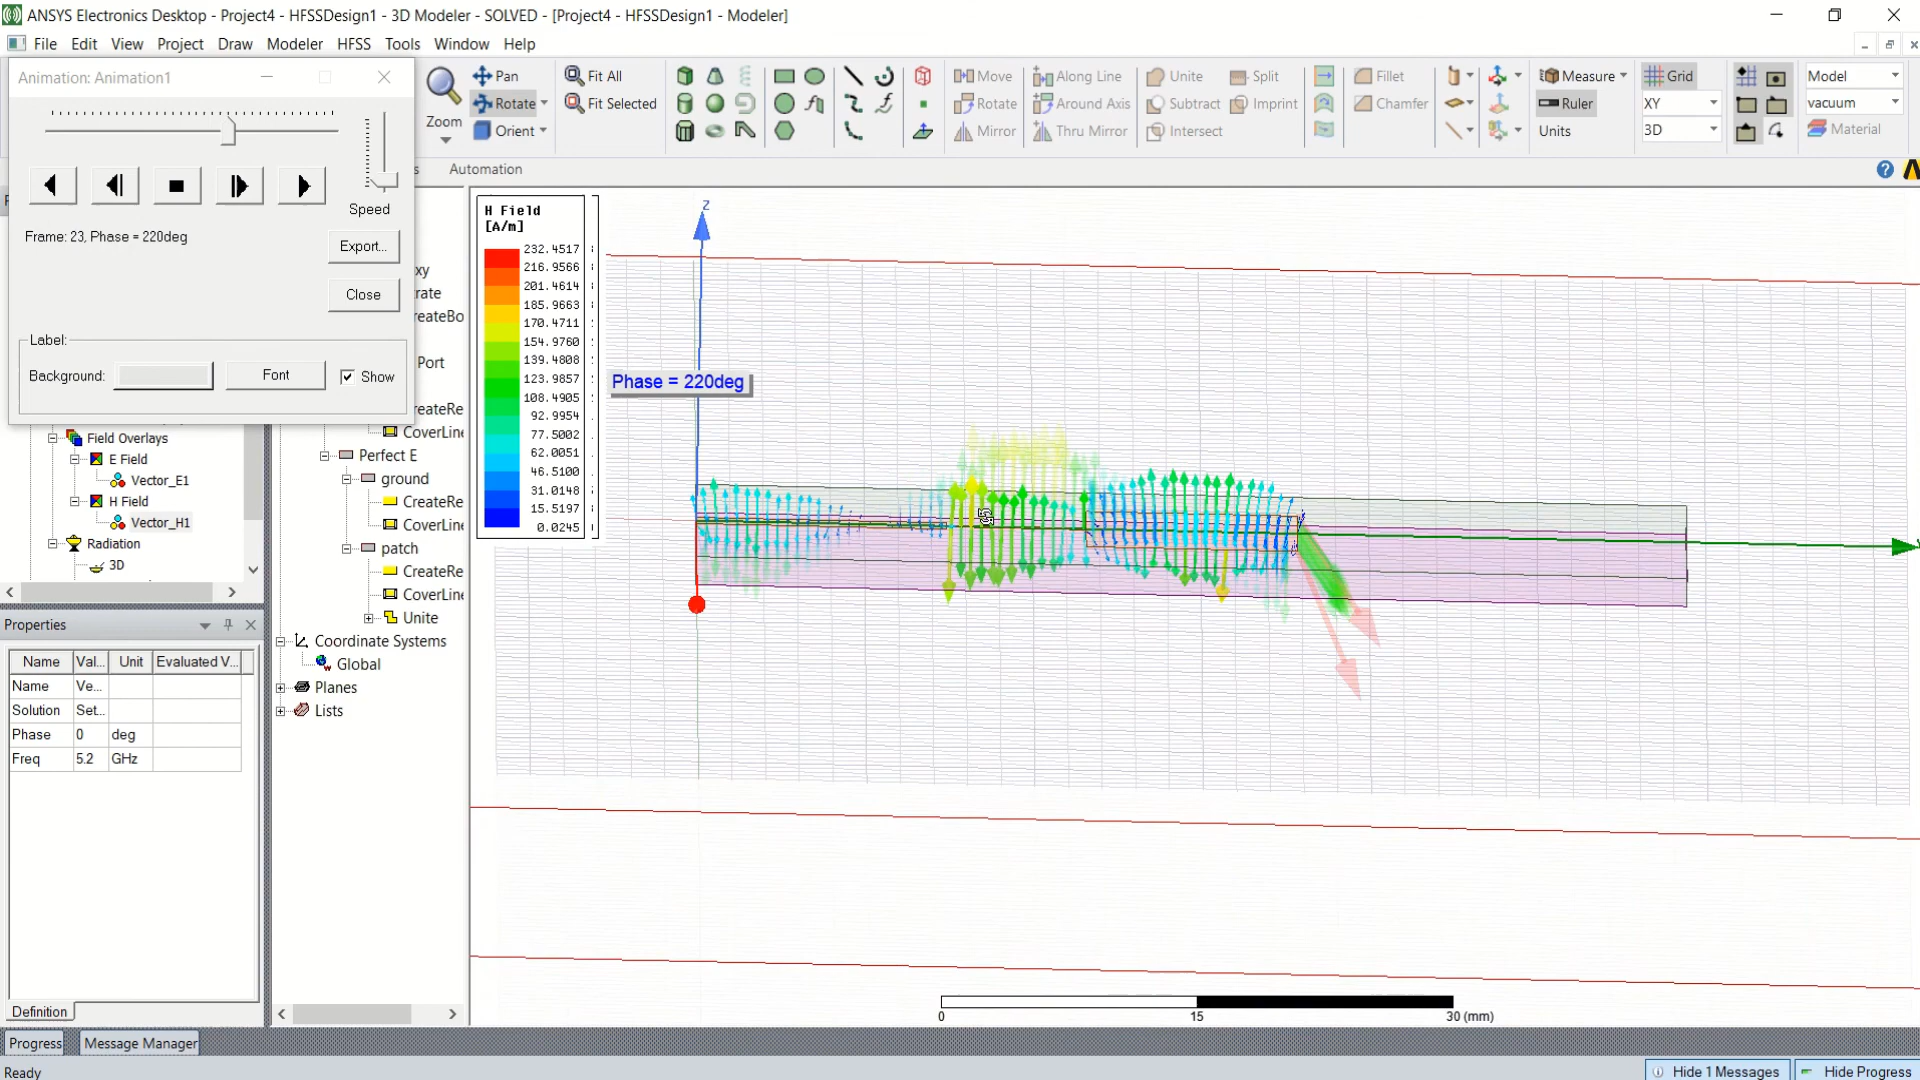 ANSYS Electronics Desktop - Project4 - HFSSDesign1 - 3D Modeler - SOLVED - [Project4 - HFSSDesign1 - Modeler]
File Edit View Project Draw Modeler HFSS Tools Window Help
Animation: Animation1
Speed
Frame: 23, Phase = 220deg
Export...
Close
Label:
Background:
Font
Show
Zoom
Pan
Rotate
Orient
Fit All
Fit Selected
Move
Rotate
Mirror
Along Line
Around Axis
Thru Mirror
Unite
Subtract
Intersect
Split
Imprint
Fillet
Chamfer
Measure
Ruler
Units
Grid
XY
3D
Model
vacuum
Material
Automation
Field Overlays
E Field
Vector_E1
H Field
Vector_H1
Radiation
3D
xy
rate
reateBo
Port
reateRe
CoverLine
Perfect E
ground
CreateRe
CoverLine
patch
CreateRe
CoverLine
Unite
Coordinate Systems
Global
Planes
Lists
Properties
Name Val... Unit Evaluated V...
Name Ve...
Solution Set...
Phase 0 deg
Freq 5.2 GHz
Definition
H Field
[A/m]
232.4517
216.9566
201.4614
185.9663
170.4711
154.9760
139.4808
123.9857
108.4905
92.9954
77.5002
62.0051
46.5100
31.0148
15.5197
0.0245
Z
Phase = 220deg
0 15 30 (mm)
Progress
Message Manager
Ready
Hide 1 Messages
Hide Progress